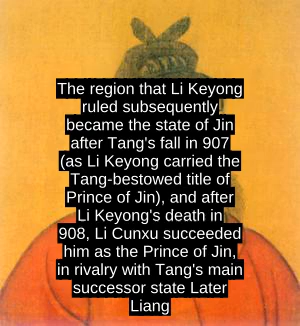 The region that Li Keyong
ruled subsequently
became the state of Jin
after Tang's fall in 907
(as Li Keyong carried the
Tang-bestowed title of
Prince of Jin), and after
Li Keyong's death in
908, Li Cunxu succeeded
him as the Prince of Jin,
in rivalry with Tang's main
successor state Later
Liang